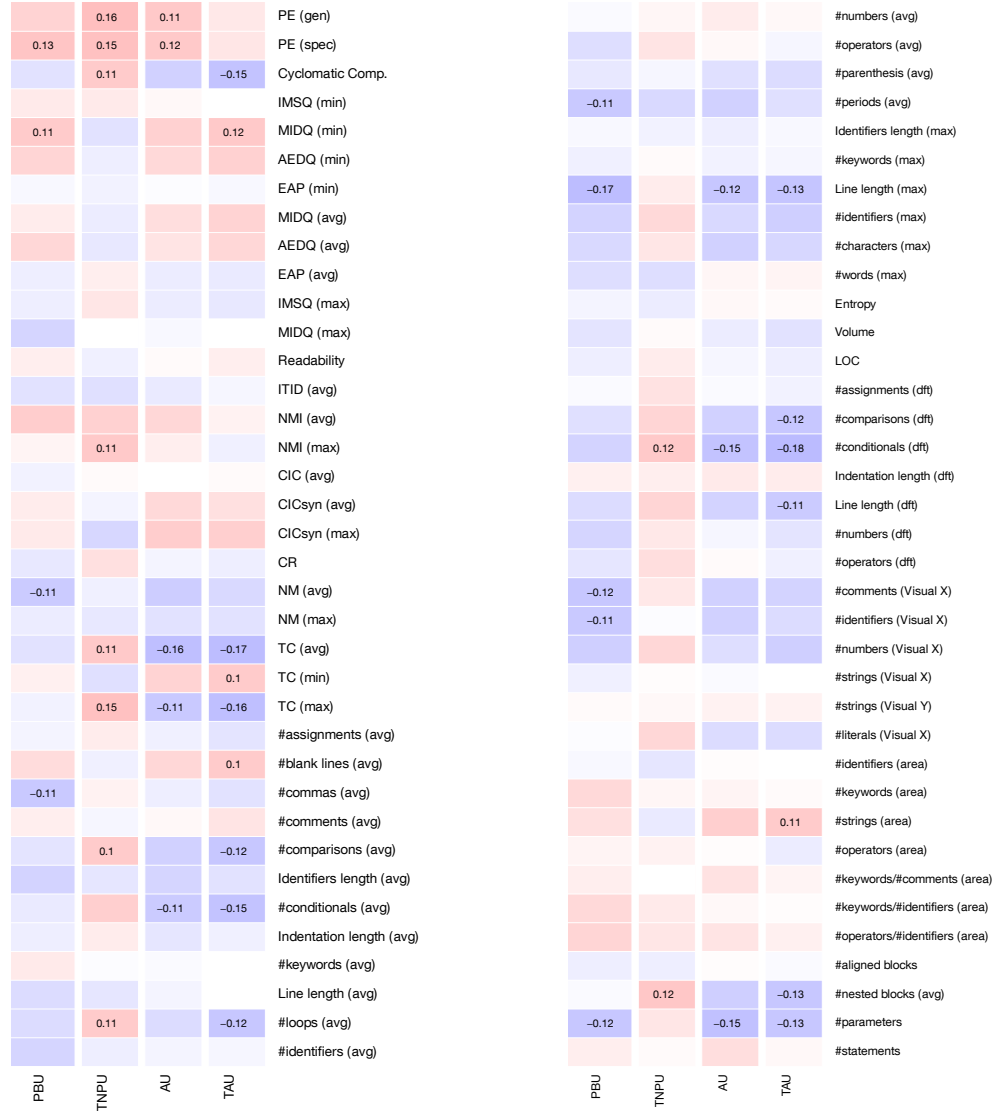 0.16 0.11 PE (gen)
0.13 0.15 0.12 PE (spec)
0.11 −0.15 Cyclomatic Comp.
IMSQ (min)
0.11 0.12 MIDQ (min)
AEDQ (min)
EAP (min)
MIDQ (avg)
AEDQ (avg)
EAP (avg)
IMSQ (max)
MIDQ (max)
Readability
ITID (avg)
NMI (avg)
0.11 NMI (max)
CIC (avg)
CICsyn (avg)
CICsyn (max)
CR
−0.11 NM (avg)
NM (max)
0.11 −0.16 −0.17 TC (avg)
0.1 TC (min)
0.15 −0.11 −0.16 TC (max)
#assignments (avg)
0.1 #blank lines (avg)
−0.11 #commas (avg)
#comments (avg)
0.1 −0.12 #comparisons (avg)
Identifiers length (avg)
−0.11 −0.15 #conditionals (avg)
Indentation length (avg)
#keywords (avg)
Line length (avg)
0.11 −0.12 #loops (avg)
#identifiers (avg)
PBU TNPU AU TAU
#numbers (avg)
#operators (avg)
#parenthesis (avg)
−0.11 #periods (avg)
Identifiers length (max)
#keywords (max)
−0.17 −0.12 −0.13 Line length (max)
#identifiers (max)
#characters (max)
#words (max)
Entropy
Volume
LOC
#assignments (dft)
−0.12 #comparisons (dft)
0.12 −0.15 −0.18 #conditionals (dft)
Indentation length (dft)
−0.11 Line length (dft)
#numbers (dft)
#operators (dft)
−0.12 #comments (Visual X)
−0.11 #identifiers (Visual X)
#numbers (Visual X)
#strings (Visual X)
#strings (Visual Y)
#literals (Visual X)
#identifiers (area)
#keywords (area)
0.11 #strings (area)
#operators (area)
#keywords/#comments (area)
#keywords/#identifiers (area)
#operators/#identifiers (area)
#aligned blocks
0.12 −0.13 #nested blocks (avg)
−0.12 −0.15 −0.13 #parameters
#statements
PBU TNPU AU TAU